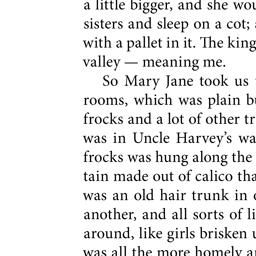 a little bigger, and she wou
sisters and sleep on a cot;
with a pallet in it. The king
valley — meaning me.
So Mary Jane took us
rooms, which was plain b
frocks and a lot of other tr
was in Uncle Harvey’s wa
frocks was hung along the
tain made out of calico tha
was an old hair trunk in
another, and all sorts of li
around, like girls brisken
was all the more homely a